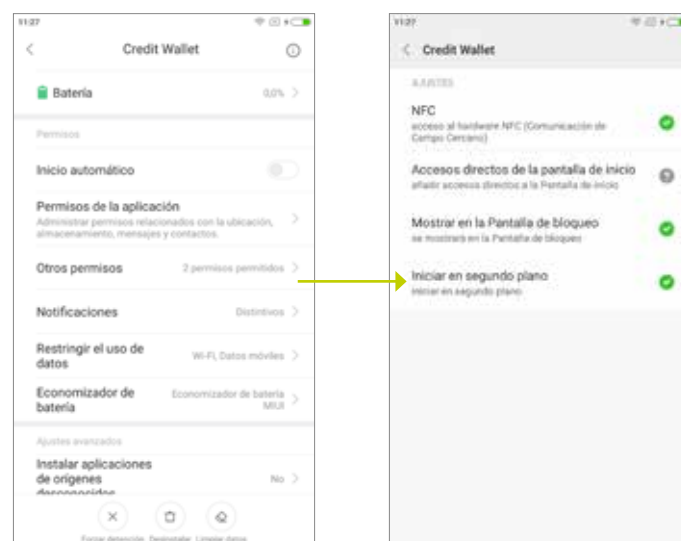 11:27
Credit Wallet
Batería
0,0%
Permisos
Inicio automático
Permisos de la aplicación
Administrar permisos relacionados con la ubicación,
almacenamiento, mensajes y contactos.
Otros permisos
2 permisos permitidos
Notificaciones
Distintivos
Restringir el uso de
datos
Wi-Fi, Datos móviles
Economizador de
batería
Economizador de batería
MIUI
Ajustes avanzados
Instalar aplicaciones
de orígenes
desconocidos
No
Forzar detención
Desinstalar
Limpiar datos
11:27
Credit Wallet
AJUSTES
NFC
acceso al hardware NFC (Comunicación de
Campo Cercano)
Accesos directos de la pantalla de inicio
añadir accesos directos a la Pantalla de inicio
Mostrar en la Pantalla de bloqueo
se mostrará en la Pantalla de bloqueo
Iniciar en segundo plano
iniciar en segundo plano